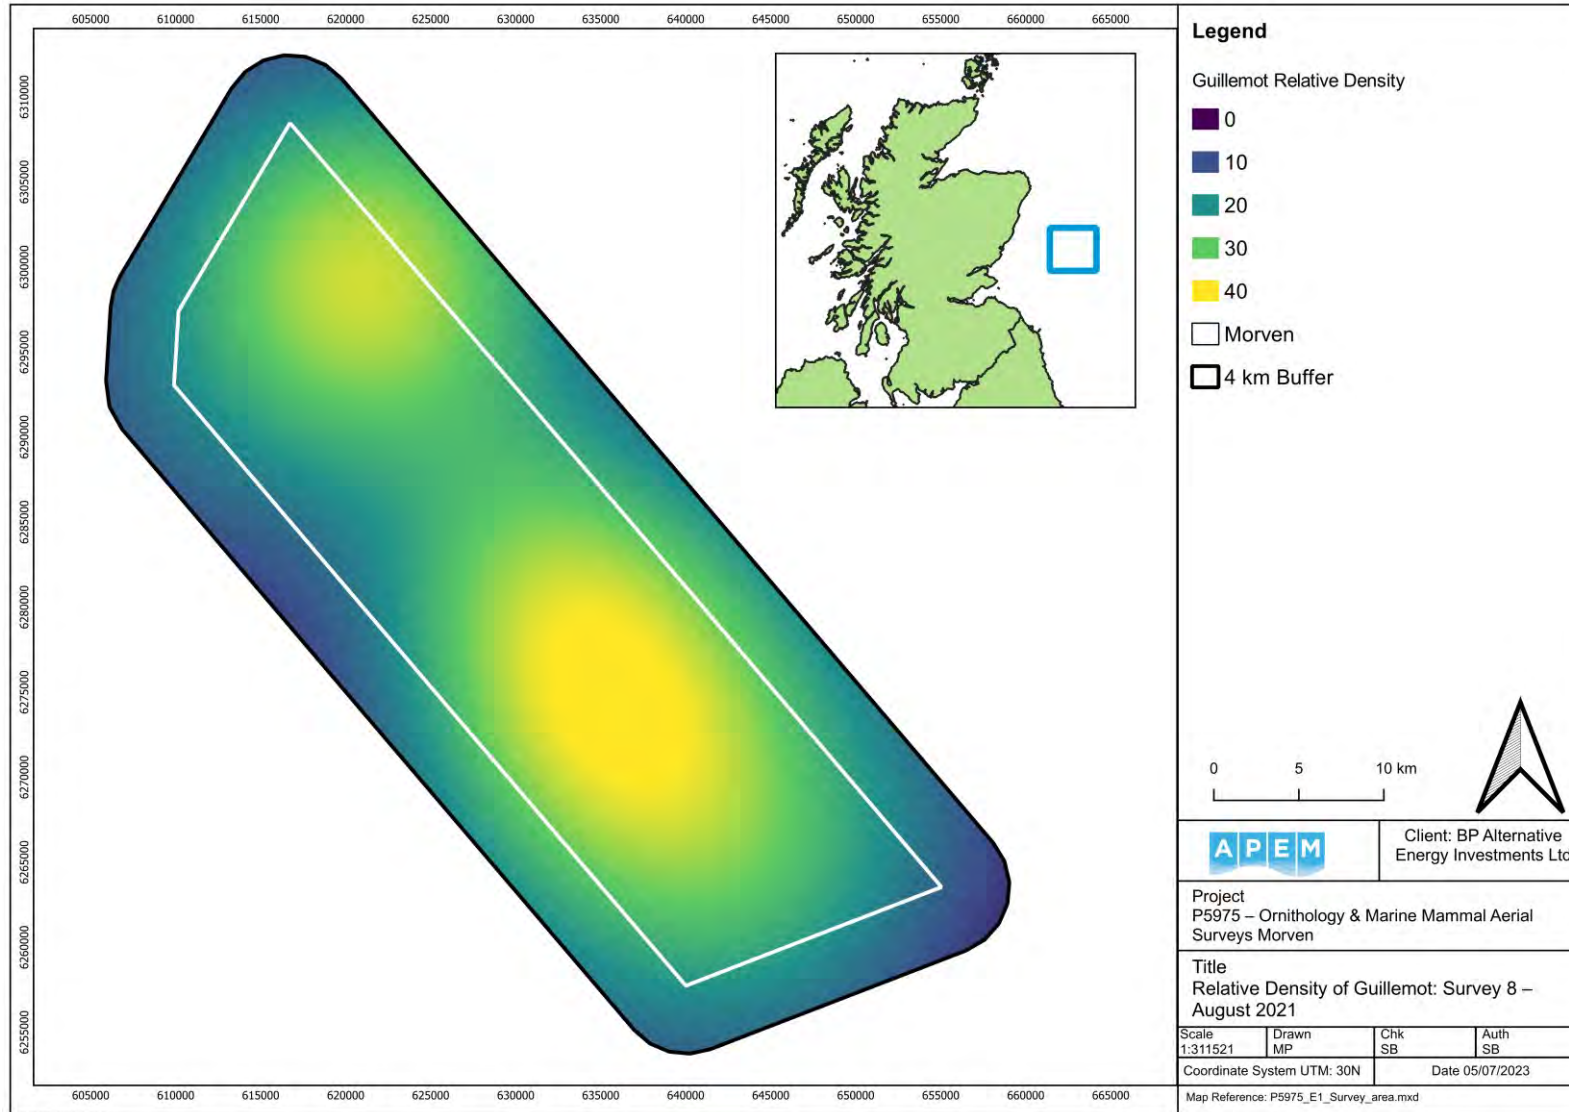 605000 610000 615000 620000 625000 630000 635000 640000 645000 650000 655000 660000 665000
6310000
6305000
6300000
6295000
6290000
6285000
6280000
6275000
6270000
6265000
6260000
6255000
605000 610000 615000 620000 625000 630000 635000 640000 645000 650000 655000 660000 665000
Legend
Guillemot Relative Density
0
10
20
30
40
Morven
4 km Buffer
0 5 10 km
APEM
Client: BP Alternative
Energy Investments Ltd
Project
P5975 – Ornithology & Marine Mammal Aerial
Surveys Morven
Title
Relative Density of Guillemot: Survey 8 –
August 2021
Scale
1:311521
Drawn
MP
Chk
SB
Auth
SB
Coordinate System UTM: 30N
Date 05/07/2023
Map Reference: P5975_E1_Survey_area.mxd